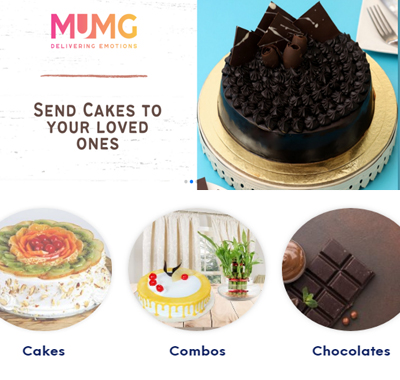 MUMG
DELIVERING EMOTIONS
SEND CAKES TO
YOUR LOVED
ONES
Cakes
Combos
Chocolates